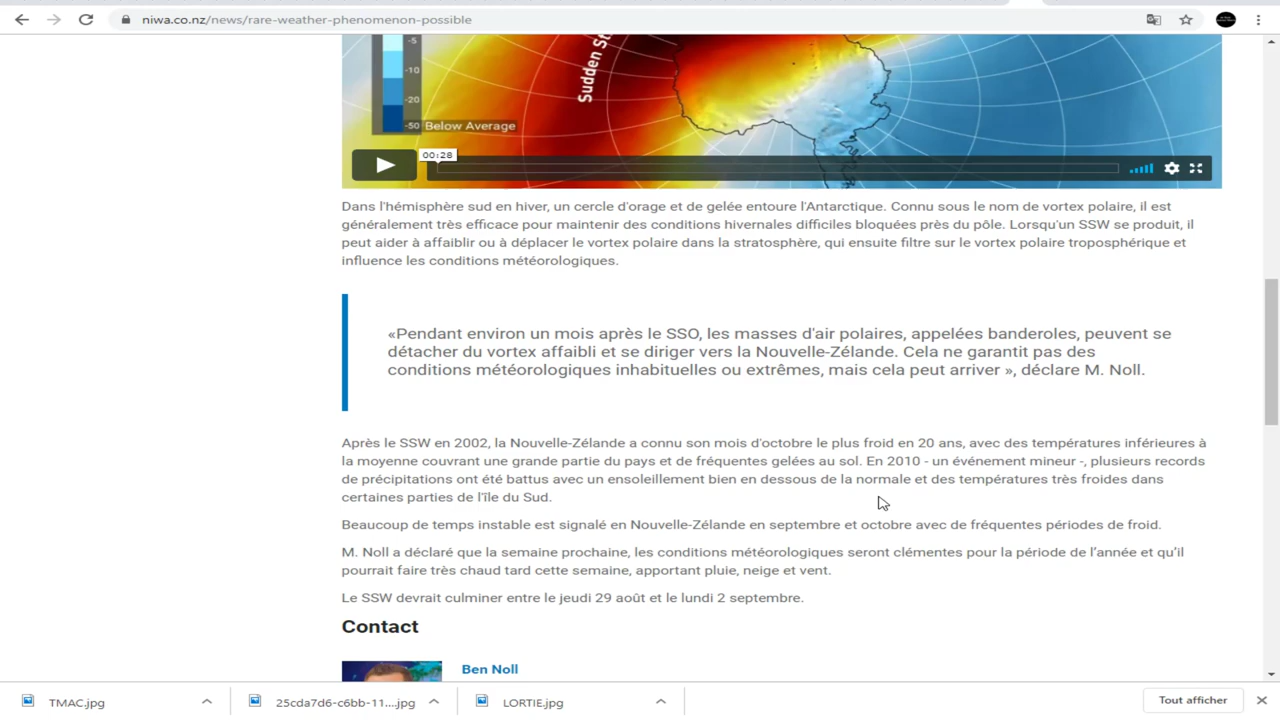 niwa.co.nz/news/rare-weather-phenomenon-possible
-5
-10
-20
-50 Below Average
Sudden St
00:28
Dans l'hémisphère sud en hiver, un cercle d'orage et de gelée entoure l'Antarctique. Connu sous le nom de vortex polaire, il est
généralement très efficace pour maintenir des conditions hivernales difficiles bloquées près du pôle. Lorsqu'un SSW se produit, il
peut aider à affaiblir ou à déplacer le vortex polaire dans la stratosphère, qui ensuite filtre sur le vortex polaire troposphérique et
influence les conditions météorologiques.
«Pendant environ un mois après le SSO, les masses d'air polaires, appelées banderoles, peuvent se
détacher du vortex affaibli et se diriger vers la Nouvelle-Zélande. Cela ne garantit pas des
conditions météorologiques inhabituelles ou extrêmes, mais cela peut arriver », déclare M. Noll.
Après le SSW en 2002, la Nouvelle-Zélande a connu son mois d'octobre le plus froid en 20 ans, avec des températures inférieures à
la moyenne couvrant une grande partie du pays et de fréquentes gelées au sol. En 2010 - un événement mineur -, plusieurs records
de précipitations ont été battus avec un ensoleillement bien en dessous de la normale et des températures très froides dans
certaines parties de l'île du Sud.
Beaucoup de temps instable est signalé en Nouvelle-Zélande en septembre et octobre avec de fréquentes périodes de froid.
M. Noll a déclaré que la semaine prochaine, les conditions météorologiques seront clémentes pour la période de l'année et qu'il
pourrait faire très chaud tard cette semaine, apportant pluie, neige et vent.
Le SSW devrait culminer entre le jeudi 29 août et le lundi 2 septembre.
Contact
Ben Noll
TMAC.jpg
25cda7d6-c6bb-11....jpg
LORTIE.jpg
Tout afficher